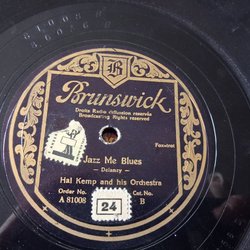 B
Brunswick
Droits Radio diffusion reservés
Broadcasting Rights reserved
Foxtrot
Jazz Me Blues
- Delaney -
Hal Kemp and his Orchestra
Order No. Cat. No.
A 81008 B
24